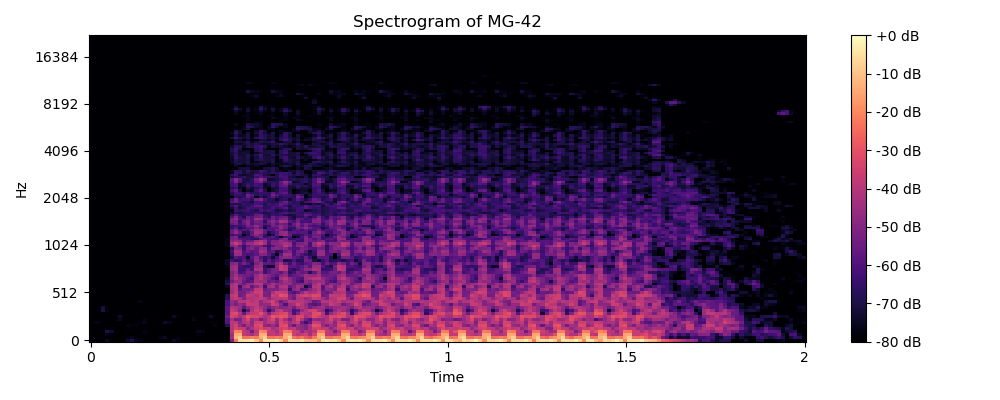 Spectrogram of MG-42
Hz
16384
8192
4096
2048
1024
512
0
0 0.5 1 1.5 2
Time
+0 dB
-10 dB
-20 dB
-30 dB
-40 dB
-50 dB
-60 dB
-70 dB
-80 dB